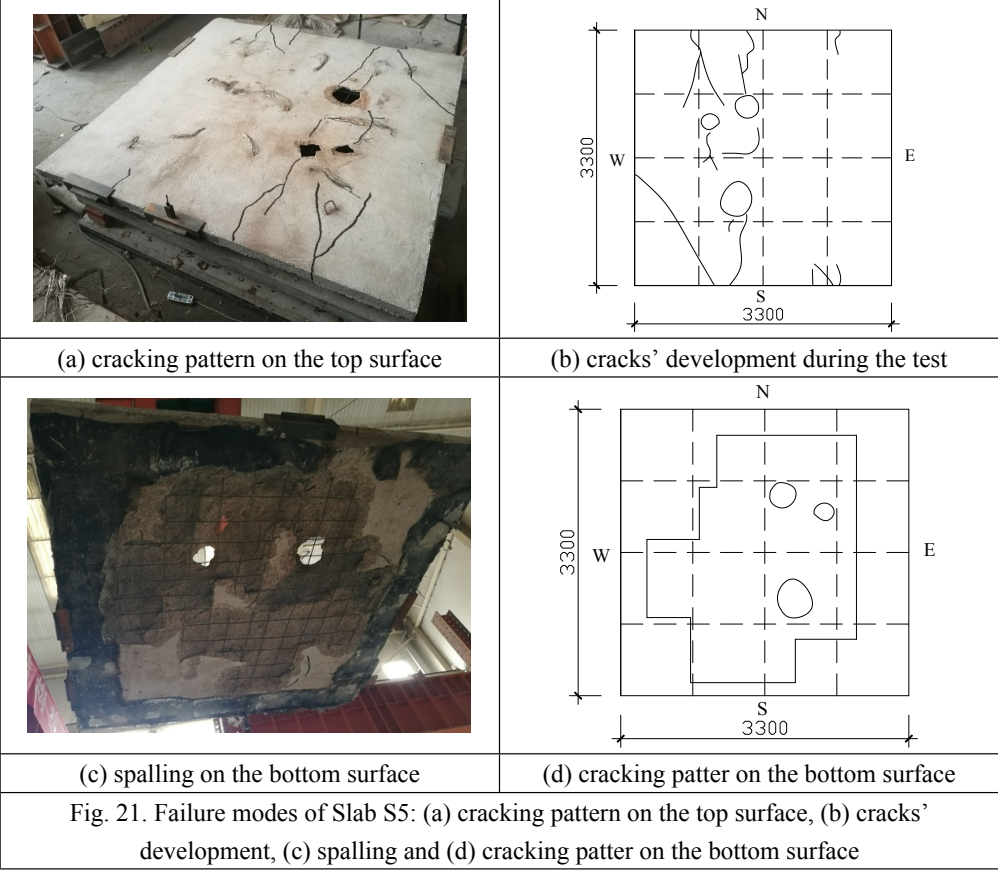 N
W
E
3300
S
3300
(a) cracking pattern on the top surface
(b) cracks’ development during the test
N
W
E
3300
S
3300
(c) spalling on the bottom surface
(d) cracking patter on the bottom surface
Fig. 21. Failure modes of Slab S5: (a) cracking pattern on the top surface, (b) cracks’
development, (c) spalling and (d) cracking patter on the bottom surface